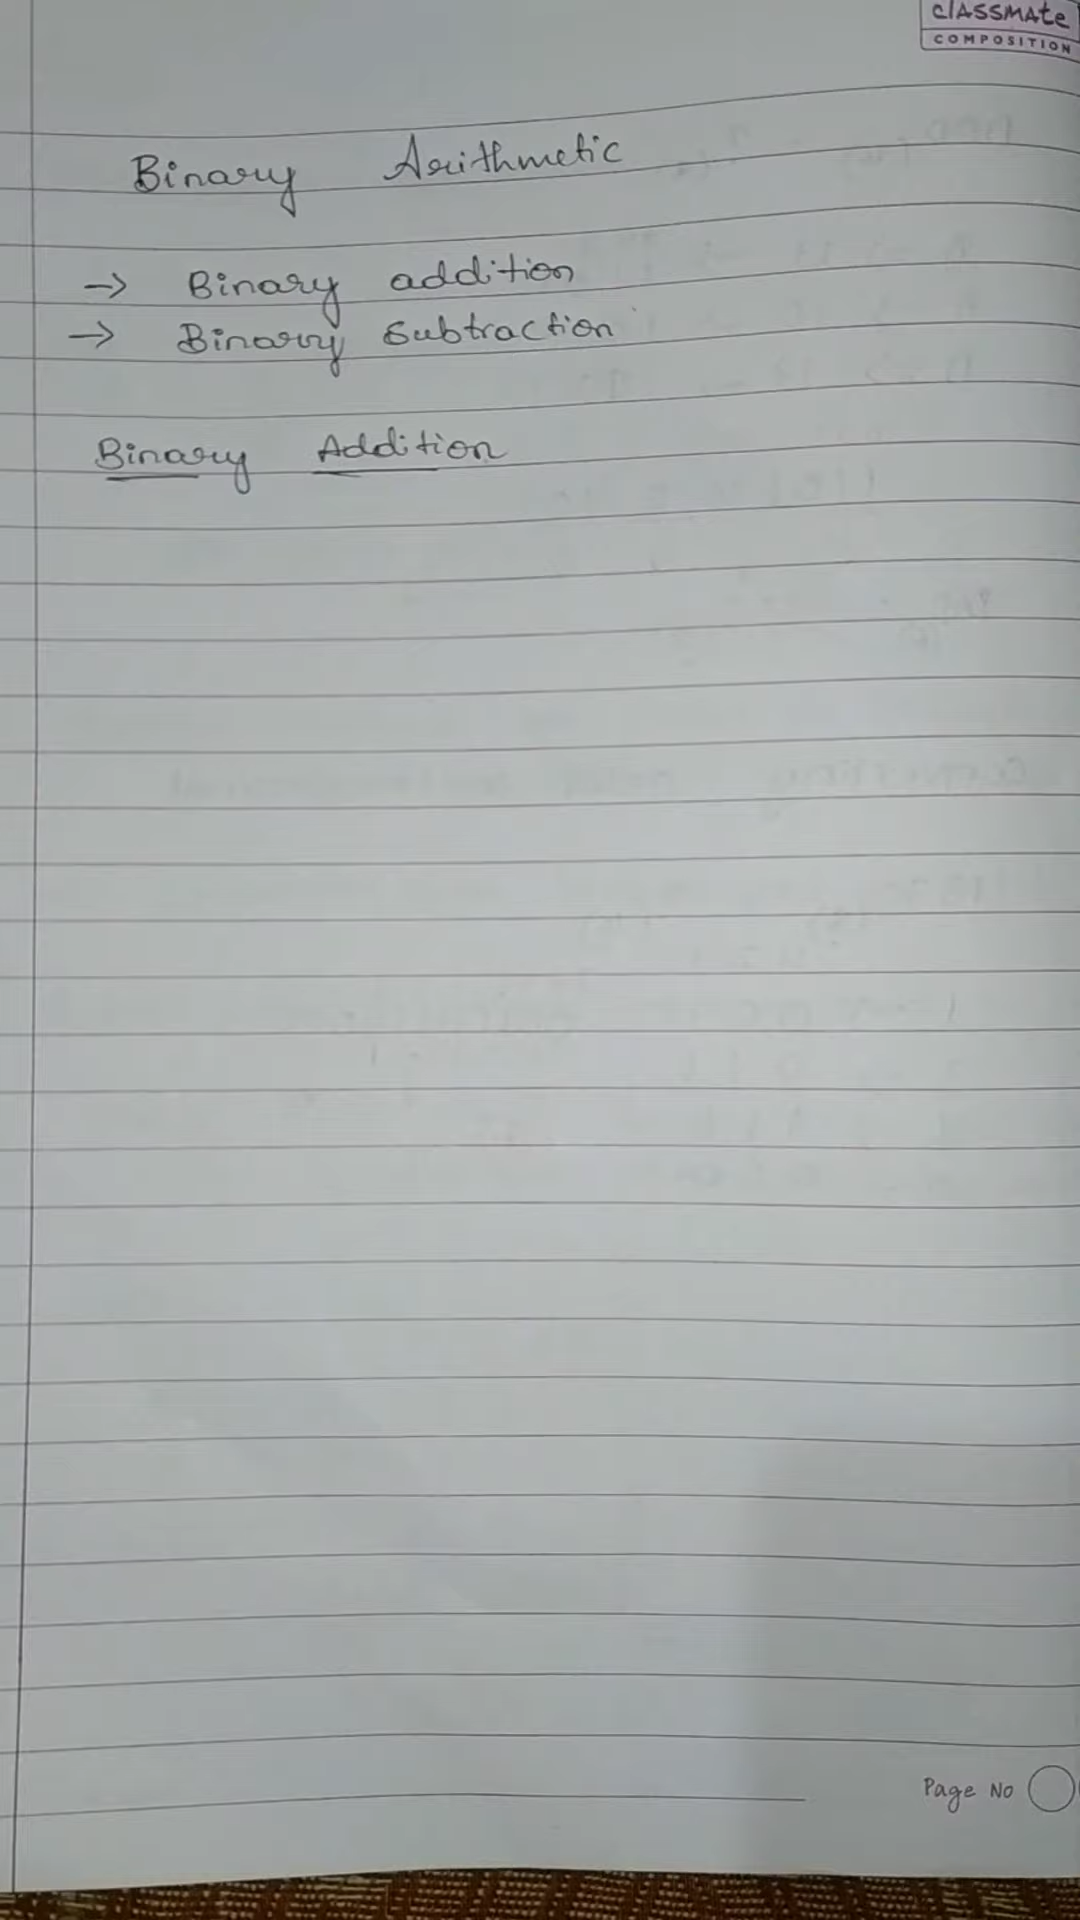 classmate
COMPOSITION
Binary Arithmetic
→ Binary addition
→ Binary Subtraction
Binary Addition
Page No